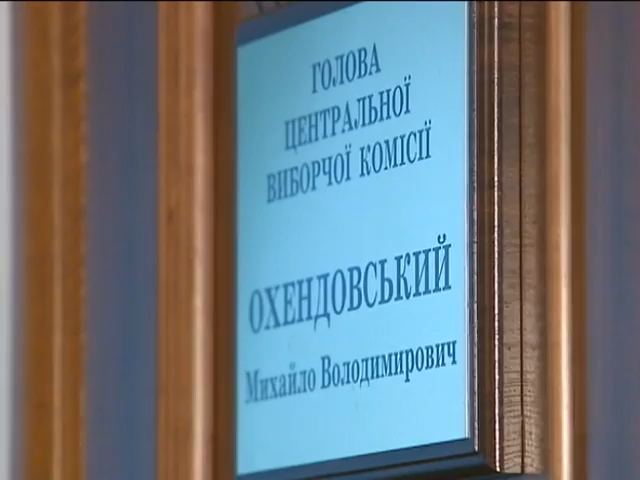 ГОЛОВА
ЦЕНТРАЛЬНОЇ
ВИБОРЧОЇ КОМІСІЇ
ОХЕНДОВСЬКИЙ
Михайло Володимирович